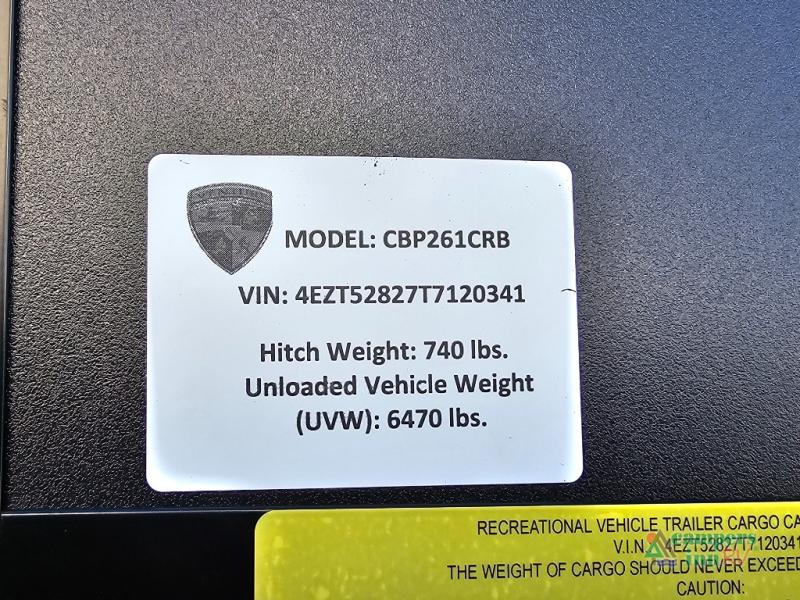 MODEL: CBP261CRB
VIN: 4EZT52827T7120341
Hitch Weight: 740 lbs.
Unloaded Vehicle Weight
(UVW): 6470 lbs.
RECREATIONAL VEHICLE TRAILER CARGO CA
V.I.N. 4EZT52827T7120341
THE WEIGHT OF CARGO SHOULD NEVER EXCEED
CAUTION: